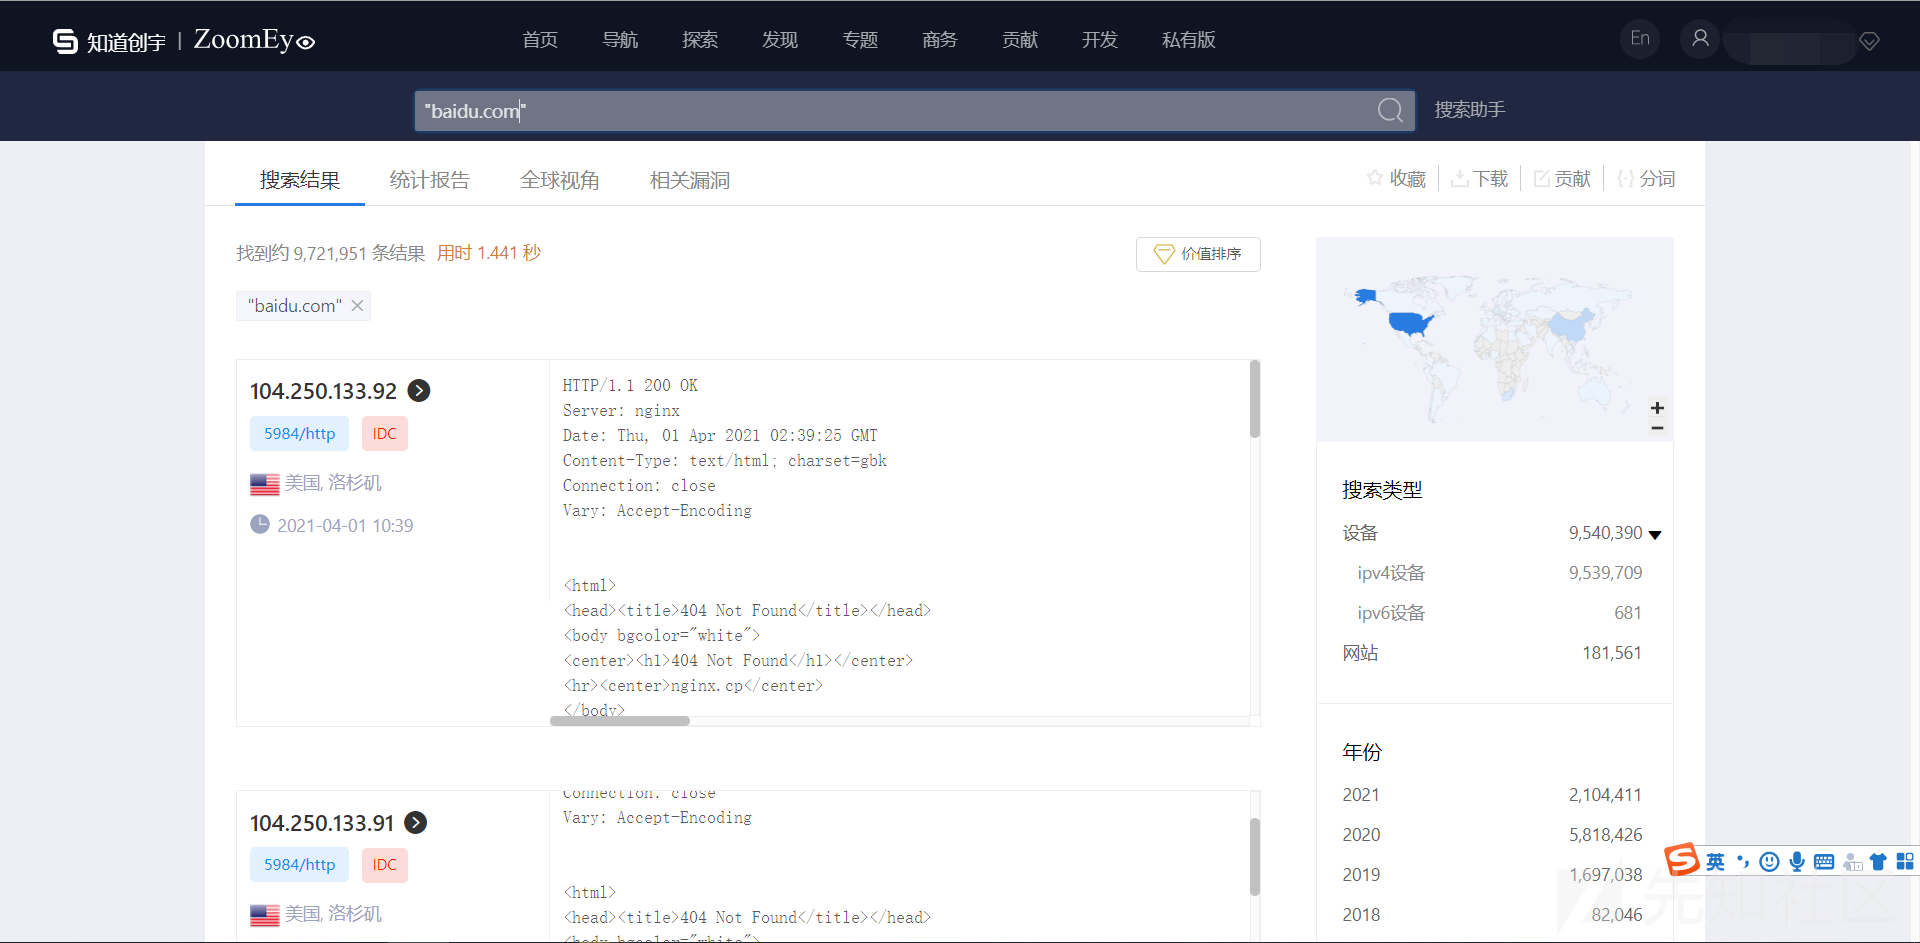 知道创宇 | ZoomEye
首页 导航 探索 发现 专题 商务 贡献 开发 私有版
En
"baidu.com"
搜索助手
搜索结果 统计报告 全球视角 相关漏洞
收藏 下载 贡献 分词
找到约 9,721,951 条结果 用时 1.441 秒
价值排序
"baidu.com"
104.250.133.92
5984/http IDC
美国, 洛杉矶
2021-04-01 10:39
HTTP/1.1 200 OK
Server: nginx
Date: Thu, 01 Apr 2021 02:39:25 GMT
Content-Type: text/html; charset=gbk
Connection: close
Vary: Accept-Encoding
<html>
<head><title>404 Not Found</title></head>
<body bgcolor="white">
<center><h1>404 Not Found</h1></center>
<hr><center>nginx.cp</center>
</body>
104.250.133.91
5984/http IDC
美国, 洛杉矶
Connection: close
Vary: Accept-Encoding
<html>
<head><title>404 Not Found</title></head>
<body bgcolor="white">
搜索类型
设备 9,540,390
ipv4设备 9,539,709
ipv6设备 681
网站 181,561
年份
2021 2,104,411
2020 5,818,426
2019 1,697,038
2018 82,046
英
先知社区